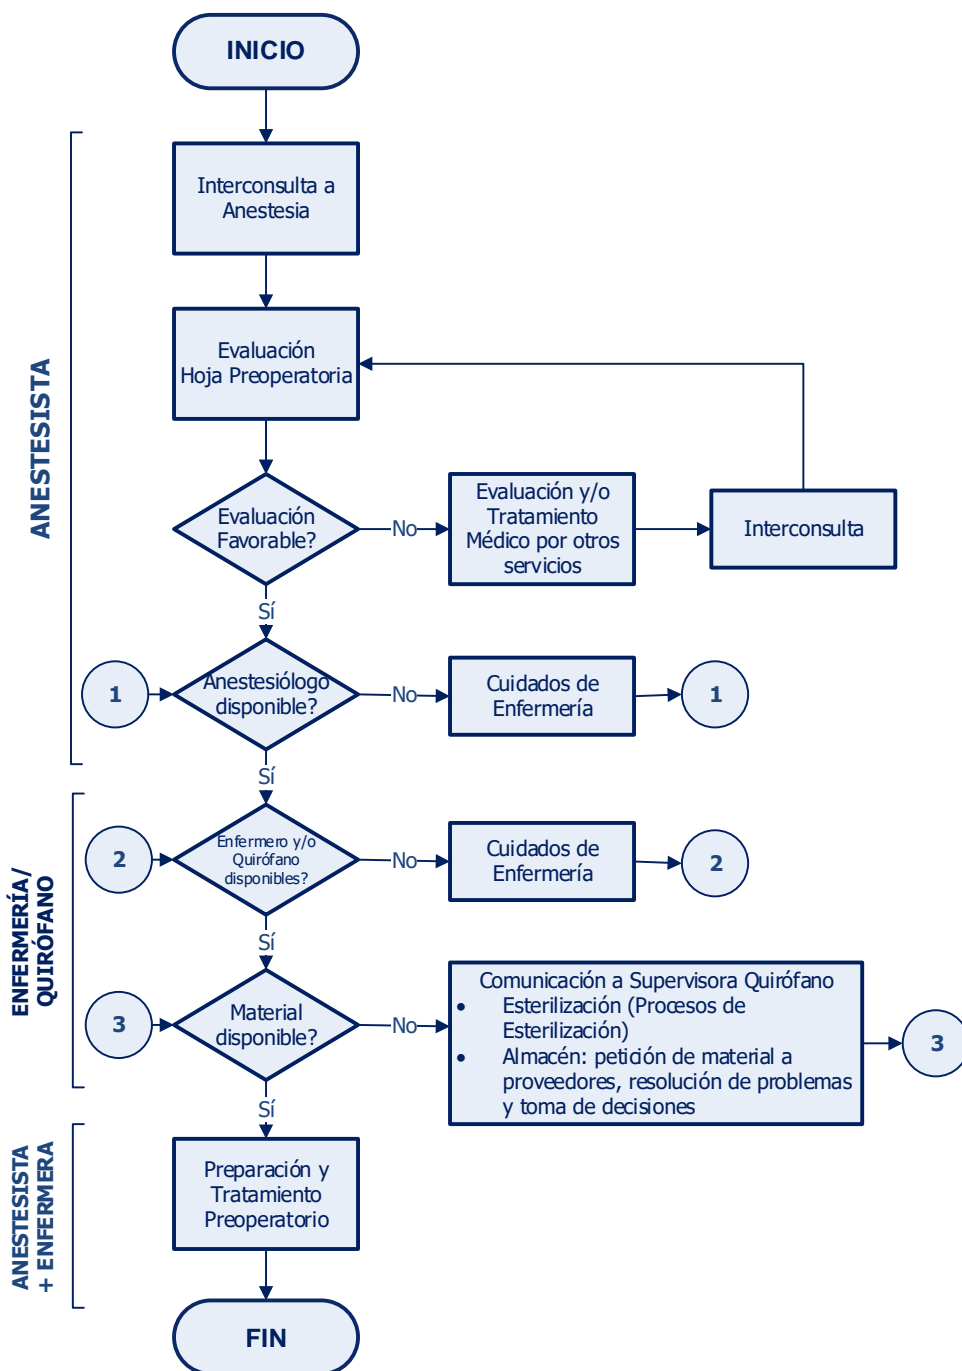 INICIO
ANESTESISTA
Interconsulta a
Anestesia
Evaluación
Hoja Preoperatoria
Evaluación
Favorable?
No
Evaluación y/o
Tratamiento
Médico por otros
servicios
Interconsulta
Sí
1
Anestesiólogo
disponible?
No
Cuidados de
Enfermería
1
Sí
ENFERMERÍA/
QUIRÓFANO
2
Enfermero y/o
Quirófano
disponibles?
No
Cuidados de
Enfermería
2
Sí
3
Material
disponible?
No
Comunicación a Supervisora Quirófano
• Esterilización (Procesos de
Esterilización)
• Almacén: petición de material a
proveedores, resolución de problemas
y toma de decisiones
3
Sí
ANESTESISTA
+ ENFERMERA
Preparación y
Tratamiento
Preoperatorio
FIN